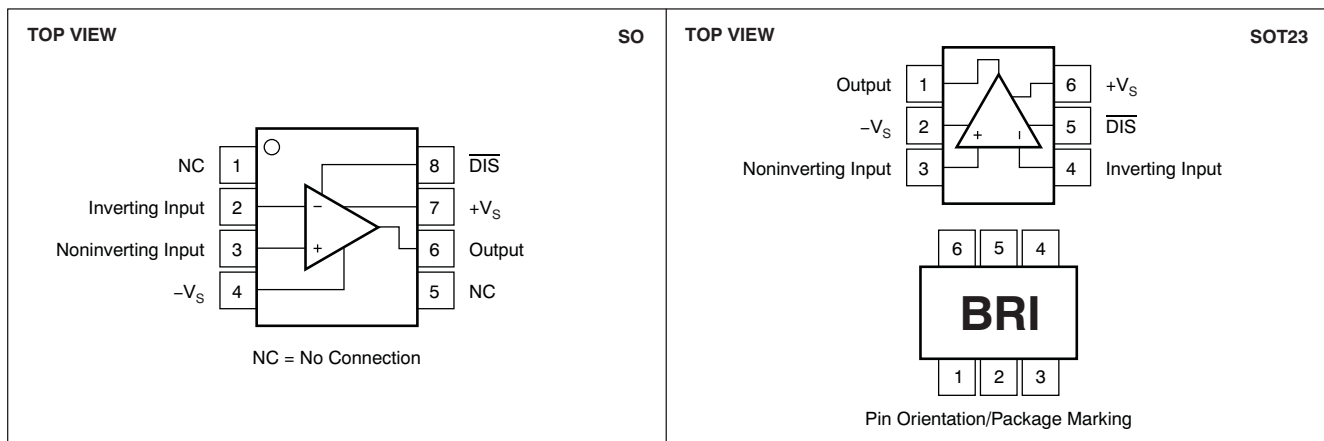 TOP VIEW SO
NC 1 8 D̅I̅S̅
Inverting Input 2 − 7 +VS
Noninverting Input 3 + 6 Output
−VS 4 5 NC
NC = No Connection
TOP VIEW SOT23
Output 1 6 +VS
−VS 2 5 D̅I̅S̅
+ −
Noninverting Input 3 4 Inverting Input
6 5 4
BRI
1 2 3
Pin Orientation/Package Marking